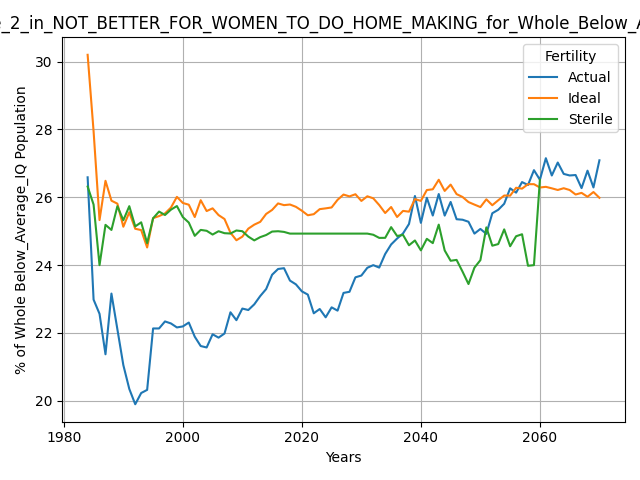 _2_in_NOT_BETTER_FOR_WOMEN_TO_DO_HOME_MAKING_for_Whole_Below_
Fertility
Actual
Ideal
Sterile
% of Whole Below_Average_IQ Population
30
28
26
24
22
20
1980
2000
2020
2040
2060
Years